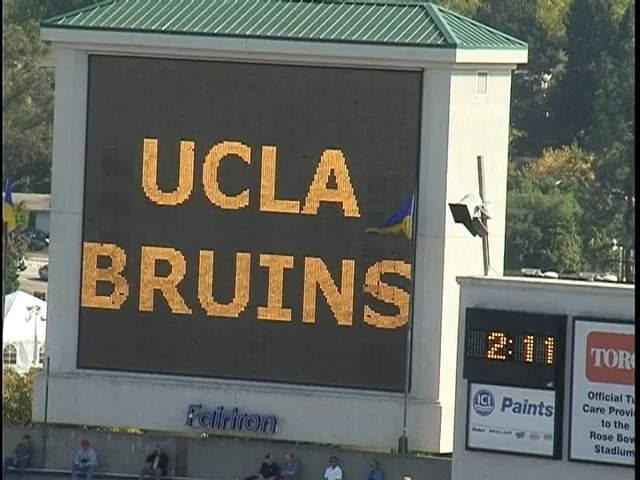 UCLA
BRUINS
Fairtron
2:11
ICI Paints
TORO
Official T
Care Provi
to the
Rose Bow
Stadium